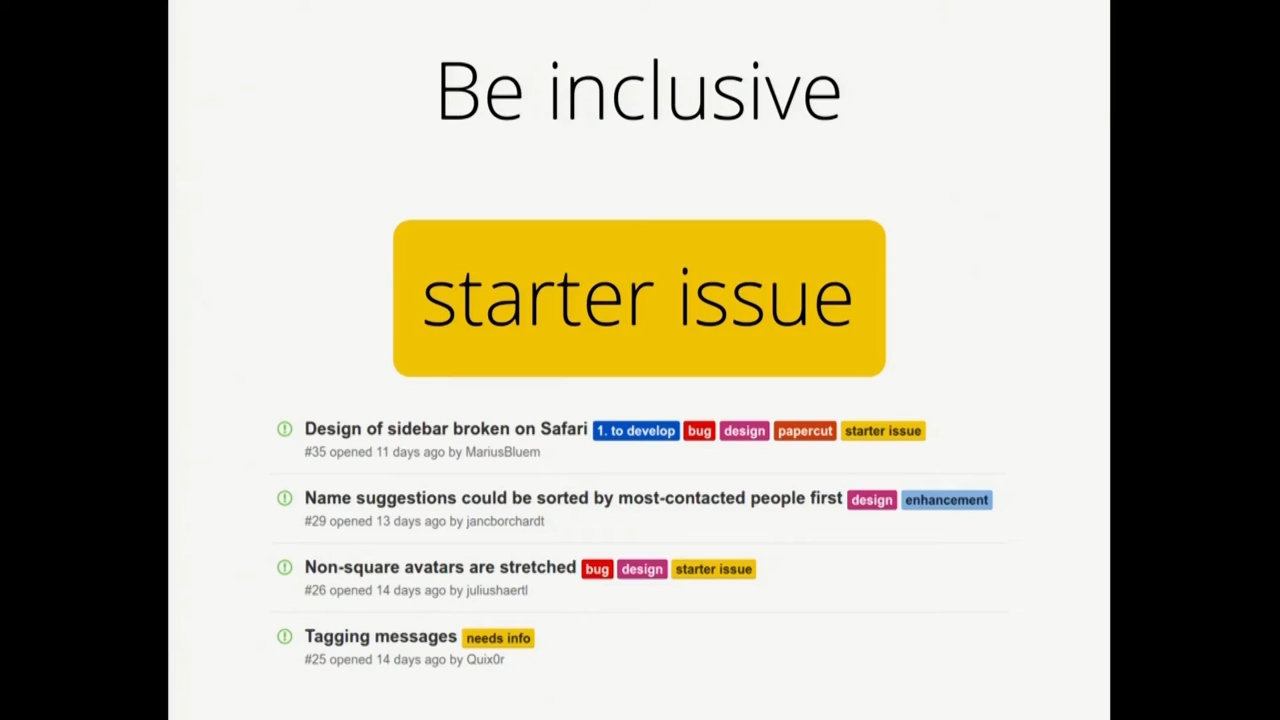 Be inclusive
starter issue
Design of sidebar broken on Safari 1. to develop bug design papercut starter issue
#35 opened 11 days ago by MariusBluem
Name suggestions could be sorted by most-contacted people first design enhancement
#29 opened 13 days ago by jancborchardt
Non-square avatars are stretched bug design starter issue
#26 opened 14 days ago by juliushaertl
Tagging messages needs info
#25 opened 14 days ago by Quix0r